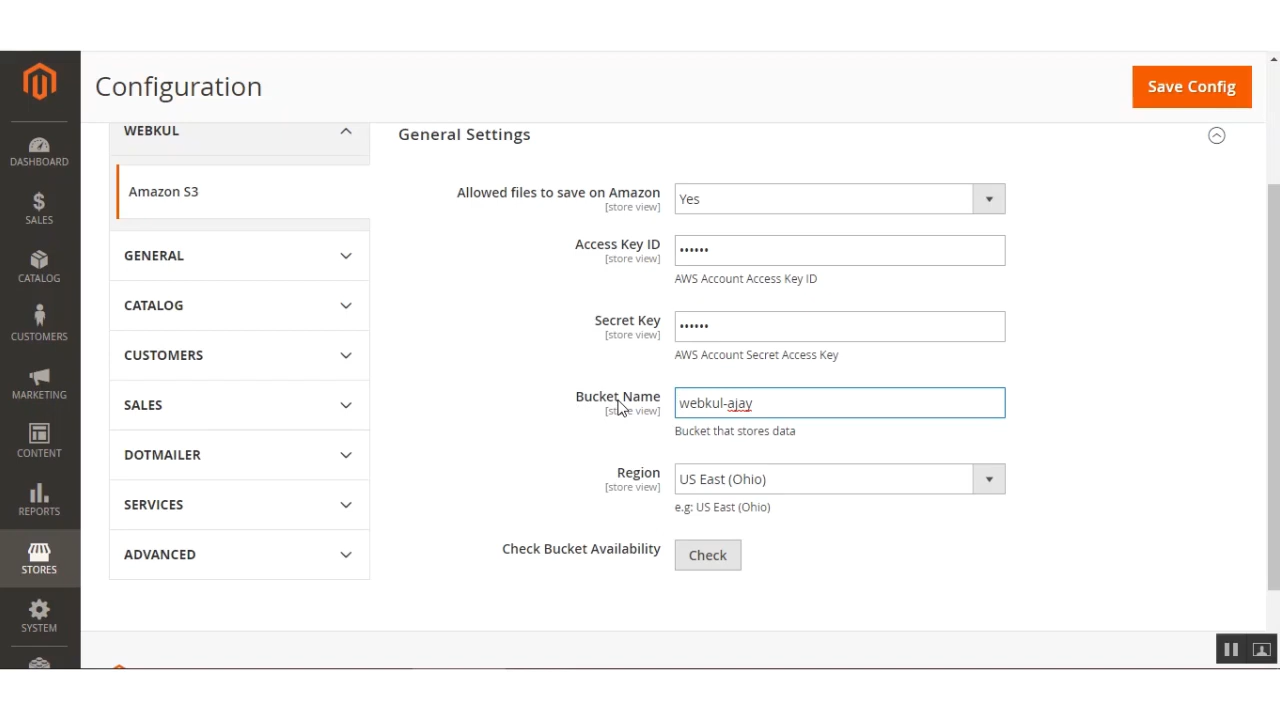 Configuration
Save Config
DASHBOARD
SALES
CATALOG
CUSTOMERS
MARKETING
CONTENT
REPORTS
STORES
SYSTEM
WEBKUL
Amazon S3
GENERAL
CATALOG
CUSTOMERS
SALES
DOTMAILER
SERVICES
ADVANCED
General Settings
Allowed files to save on Amazon
[store view]
Yes
Access Key ID
[store view]
••••••
AWS Account Access Key ID
Secret Key
[store view]
••••••
AWS Account Secret Access Key
Bucket Name
[store view]
webkul-ajay
Bucket that stores data
Region
[store view]
US East (Ohio)
e.g: US East (Ohio)
Check Bucket Availability
Check